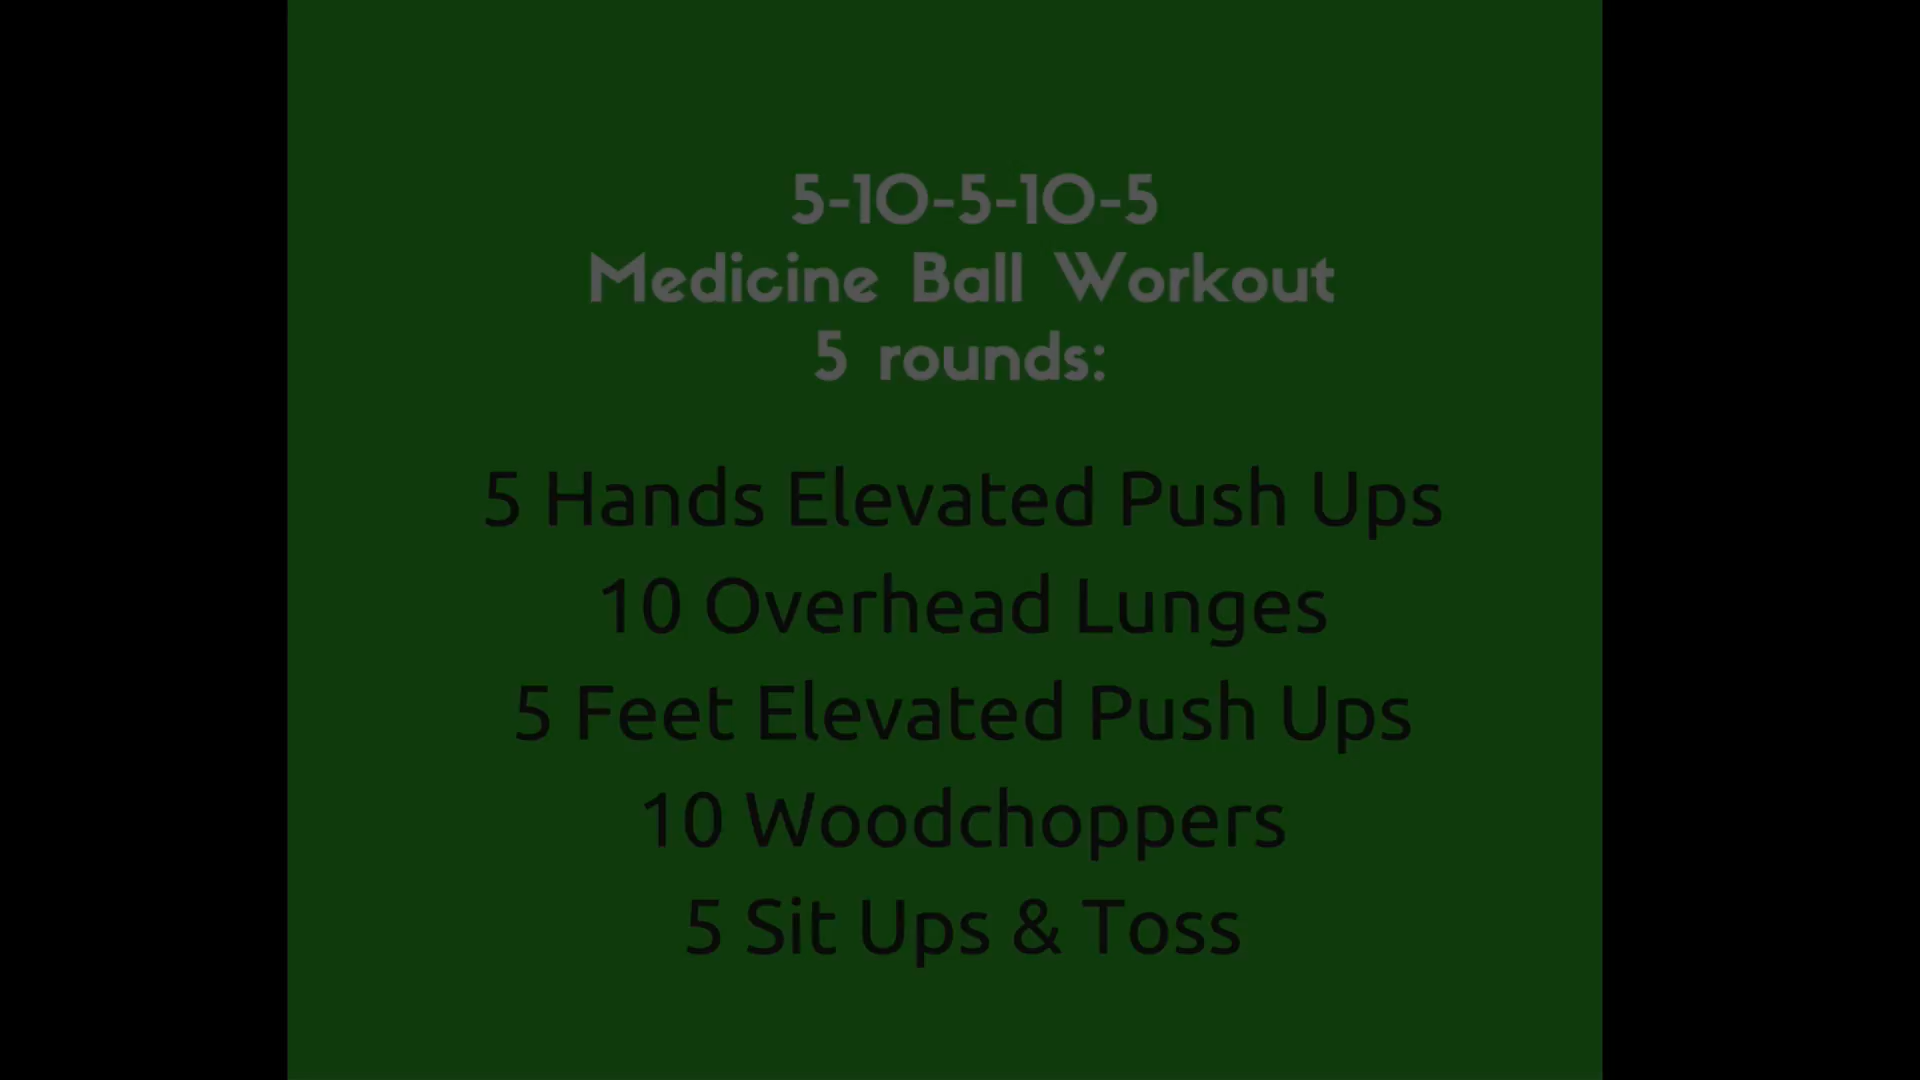 5-10-5-10-5
Medicine Ball Workout
5 rounds:
5 Hands Elevated Push Ups
10 Overhead Lunges
5 Feet Elevated Push Ups
10 Woodchoppers
5 Sit Ups & Toss